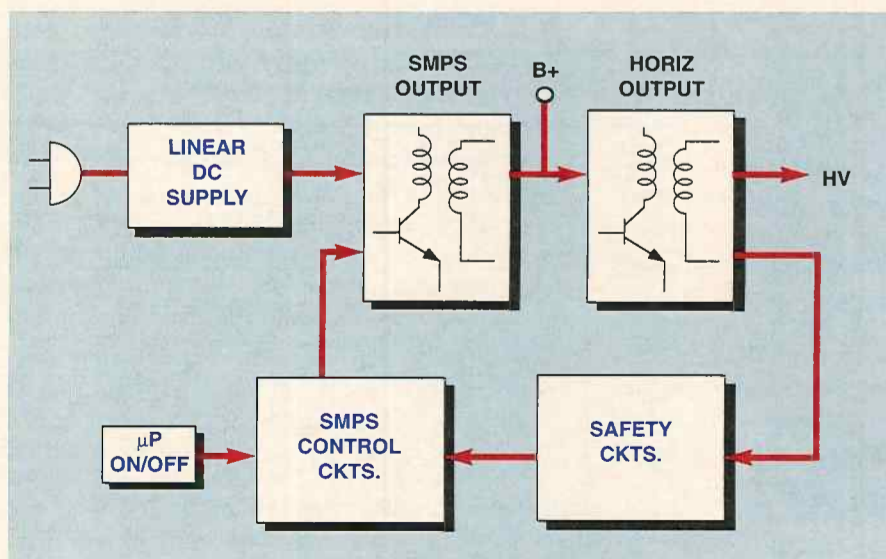 SMPS
OUTPUT
B+
HORIZ
OUTPUT
LINEAR
DC
SUPPLY
HV
μP
ON/OFF
SMPS
CONTROL
CKTS.
SAFETY
CKTS.